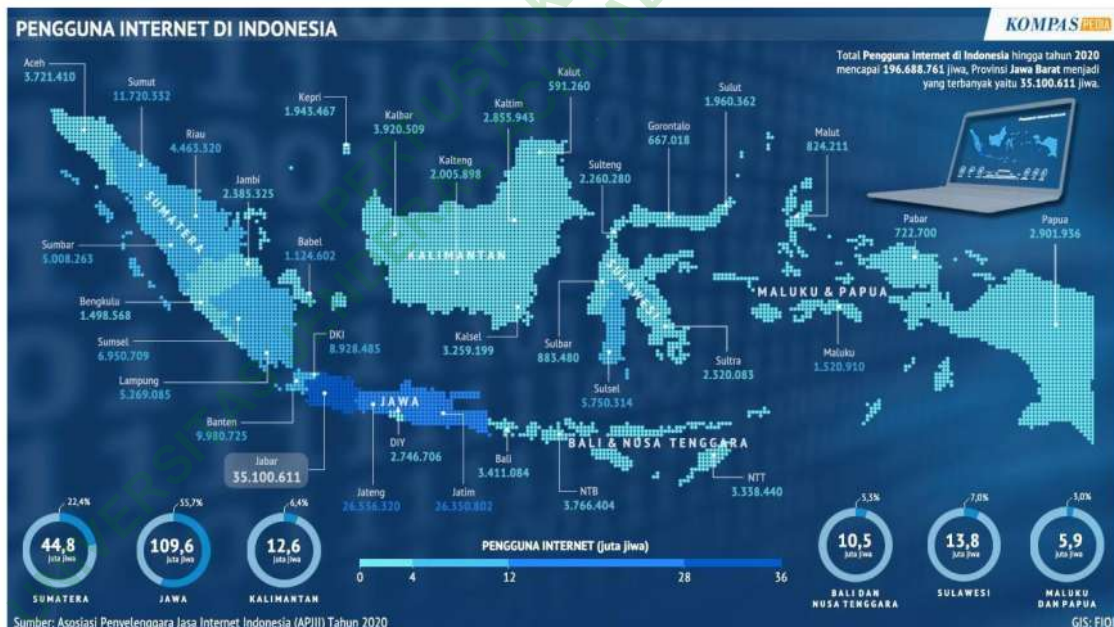 PENGGUNA INTERNET DI INDONESIA
KOMPAS PEDIA
Total Pengguna Internet di Indonesia hingga tahun 2020
mencapai 196.688.761 jiwa, Provinsi Jawa Barat menjadi
yang terbanyak yaitu 35.100.611 jiwa.
Aceh
3.721.410
Sumut
11.720.332
Riau
4.463.320
Jambi
2.385.325
Kepri
1.943.467
Kalbar
3.920.509
Kalteng
2.005.898
Kaltim
2.855.943
Kalut
591.260
Sulteng
2.260.280
Gorontalo
667.018
Sulut
1.960.362
Malut
824.211
Pabar
722.700
Papua
2.901.936
SUMATERA
Sumbar
5.008.263
Babel
1.124.602
KALIMANTAN
SULAWESI
MALUKU & PAPUA
Bengkulu
1.498.568
Sumsel
6.950.709
Lampung
5.269.085
DKI
8.928.485
Kalsel
3.259.199
Sulbar
883.480
Sulsel
5.750.314
Sultra
2.320.083
Maluku
1.520.910
Banten
9.980.725
JAWA
Jabar
35.100.611
DIY
2.746.706
Jateng
26.536.320
Jatim
26.350.802
Bali
3.411.084
BALI & NUSA TENGGARA
NTB
3.766.404
NTT
3.338.440
22,4%
44,8
juta jiwa
SUMATERA
55,7%
109,6
juta jiwa
JAWA
6,4%
12,6
juta jiwa
KALIMANTAN
PENGGUNA INTERNET (juta jiwa)
0 4 12 28 36
5,3%
10,5
juta jiwa
BALI DAN
NUSA TENGGARA
7,0%
13,8
juta jiwa
SULAWESI
3,0%
5,9
juta jiwa
MALUKU
DAN PAPUA
Sumber: Asosiasi Penyelenggara Jasa Internet Indonesia (APJII) Tahun 2020
GIS: FIQI